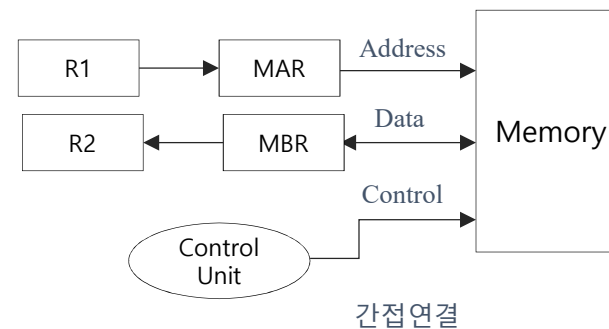 R1
MAR
Address
R2
MBR
Data
Memory
Control
Control
Unit
간접연결